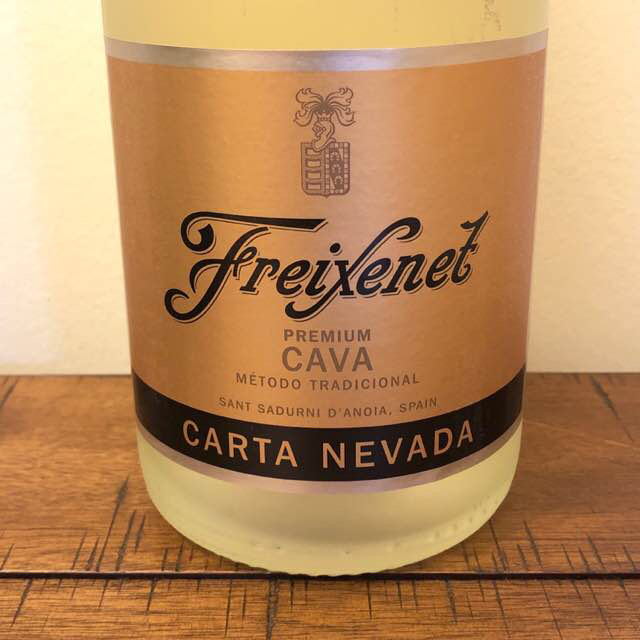 Freixenet
PREMIUM
CAVA
MÉTODO TRADICIONAL
SANT SADURNI D'ANOIA, SPAIN
CARTA NEVADA